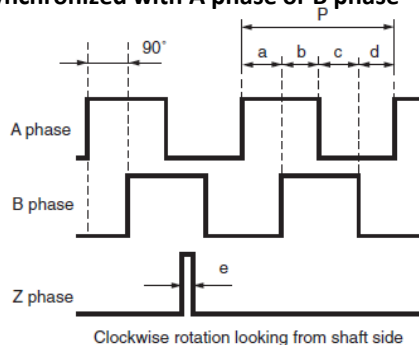 synchronized with A phase or B phase
P
90°
a b c d
A phase
B phase
e
Z phase
Clockwise rotation looking from shaft side